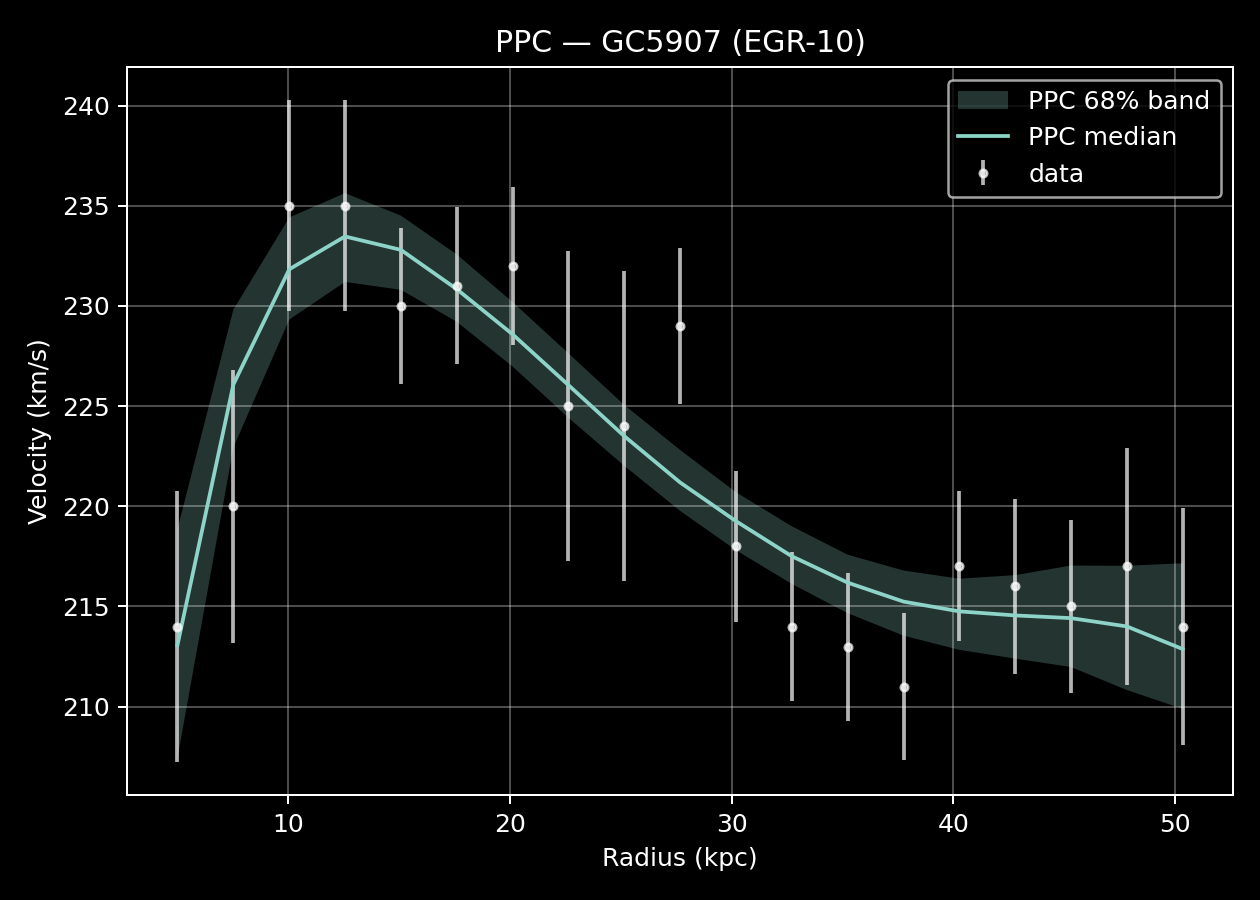 PPC — GC5907 (EGR-10)
PPC 68% band
PPC median
data
Velocity (km/s)
240
235
230
225
220
215
210
10 20 30 40 50
Radius (kpc)